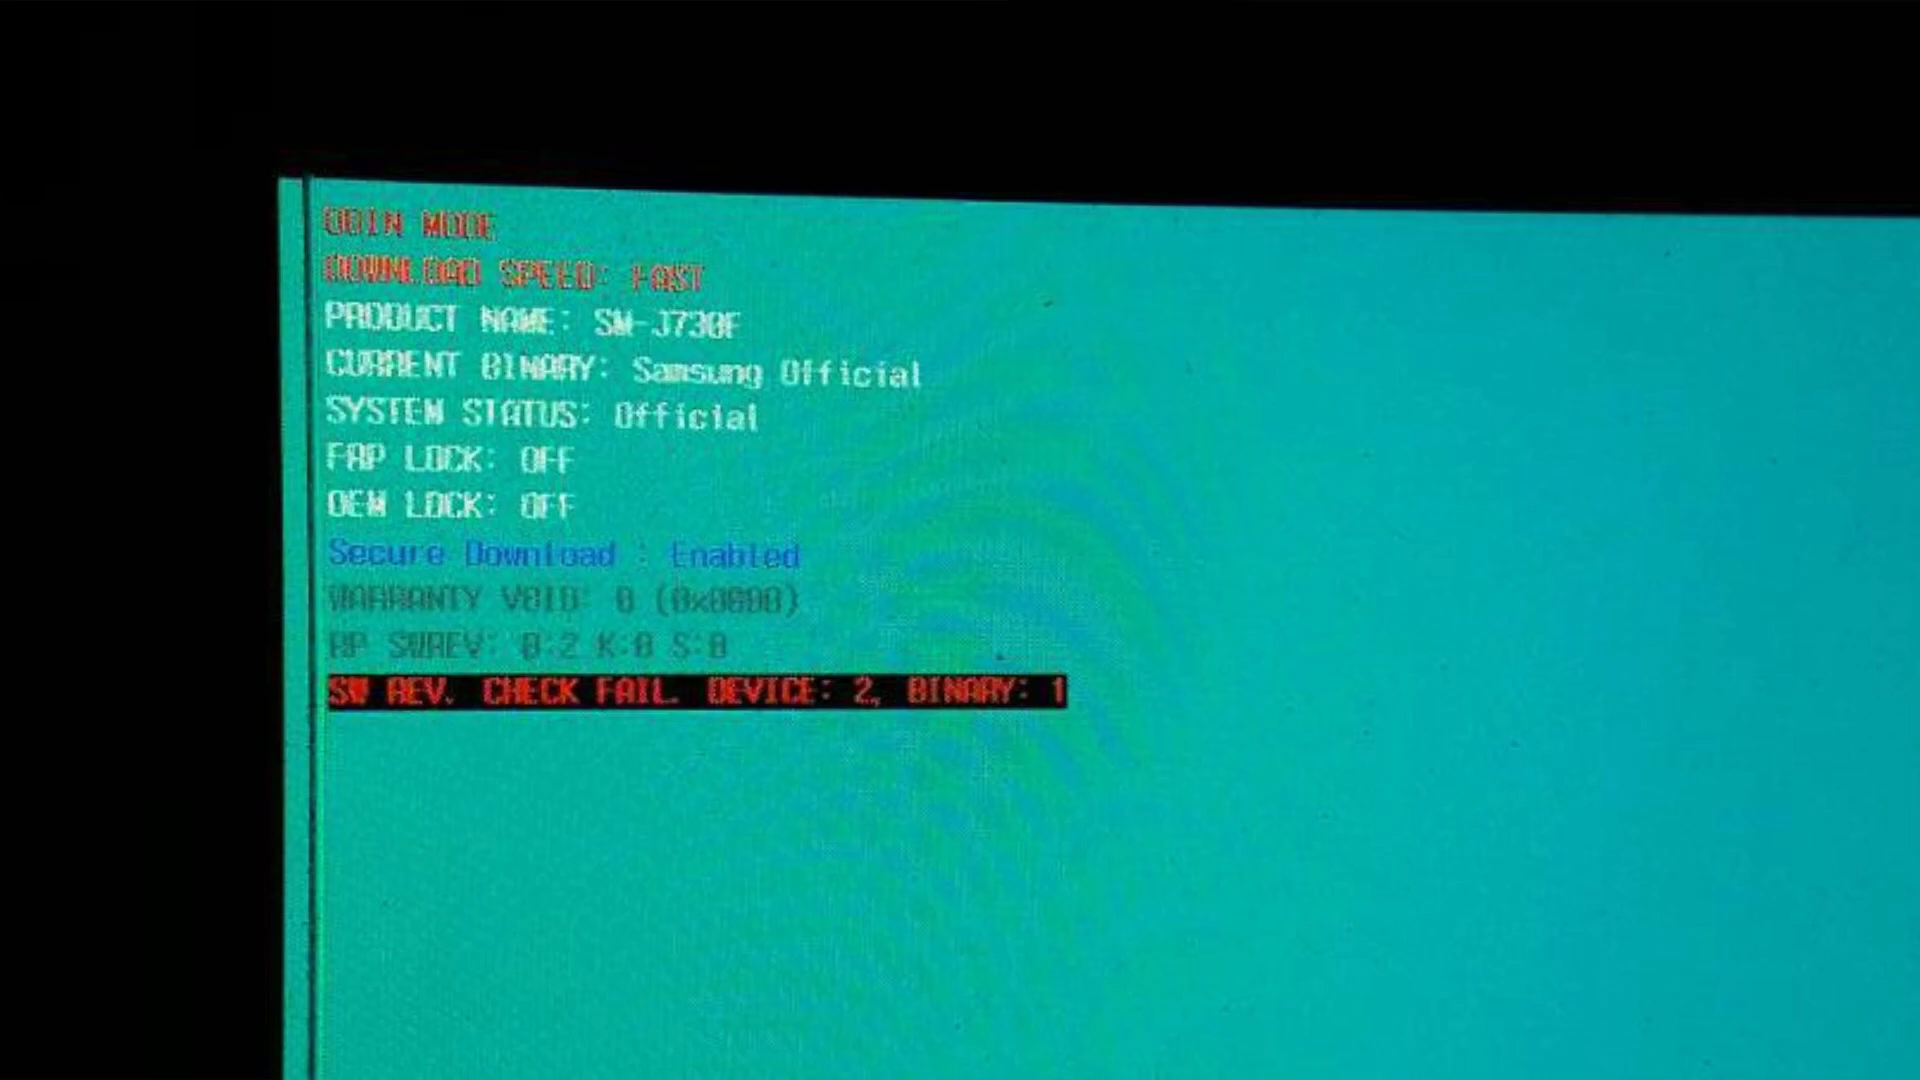 ODIN MODE
DOWNLOAD SPEED: FAST
PRODUCT NAME: SM-J730F
CURRENT BINARY: Samsung Official
SYSTEM STATUS: Official
FRP LOCK: OFF
OEM LOCK: OFF
Secure Download : Enabled
WARRANTY VOID: 0 (0x0000)
RP SWREV: B:2 K:0 S:0
SW REV. CHECK FAIL. DEVICE: 2, BINARY: 1